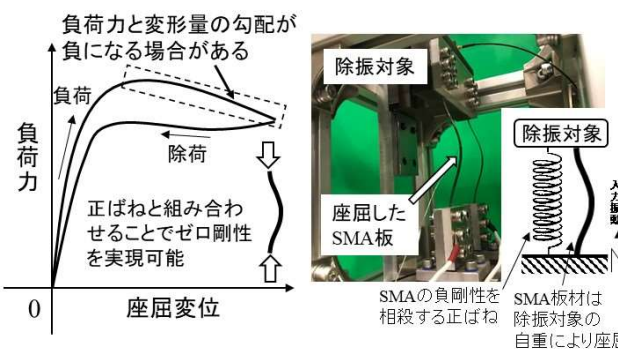 負荷力と変形量の勾配が
負になる場合がある
負荷
除荷
負荷力
正ばねと組み合わ
せることでゼロ剛性
を実現可能
0
座屈変位
除振対象
座屈した
SMA板
除振対象
SMAの負剛性を
相殺する正ばね
SMA板材は
除振対象の
自重により座屈